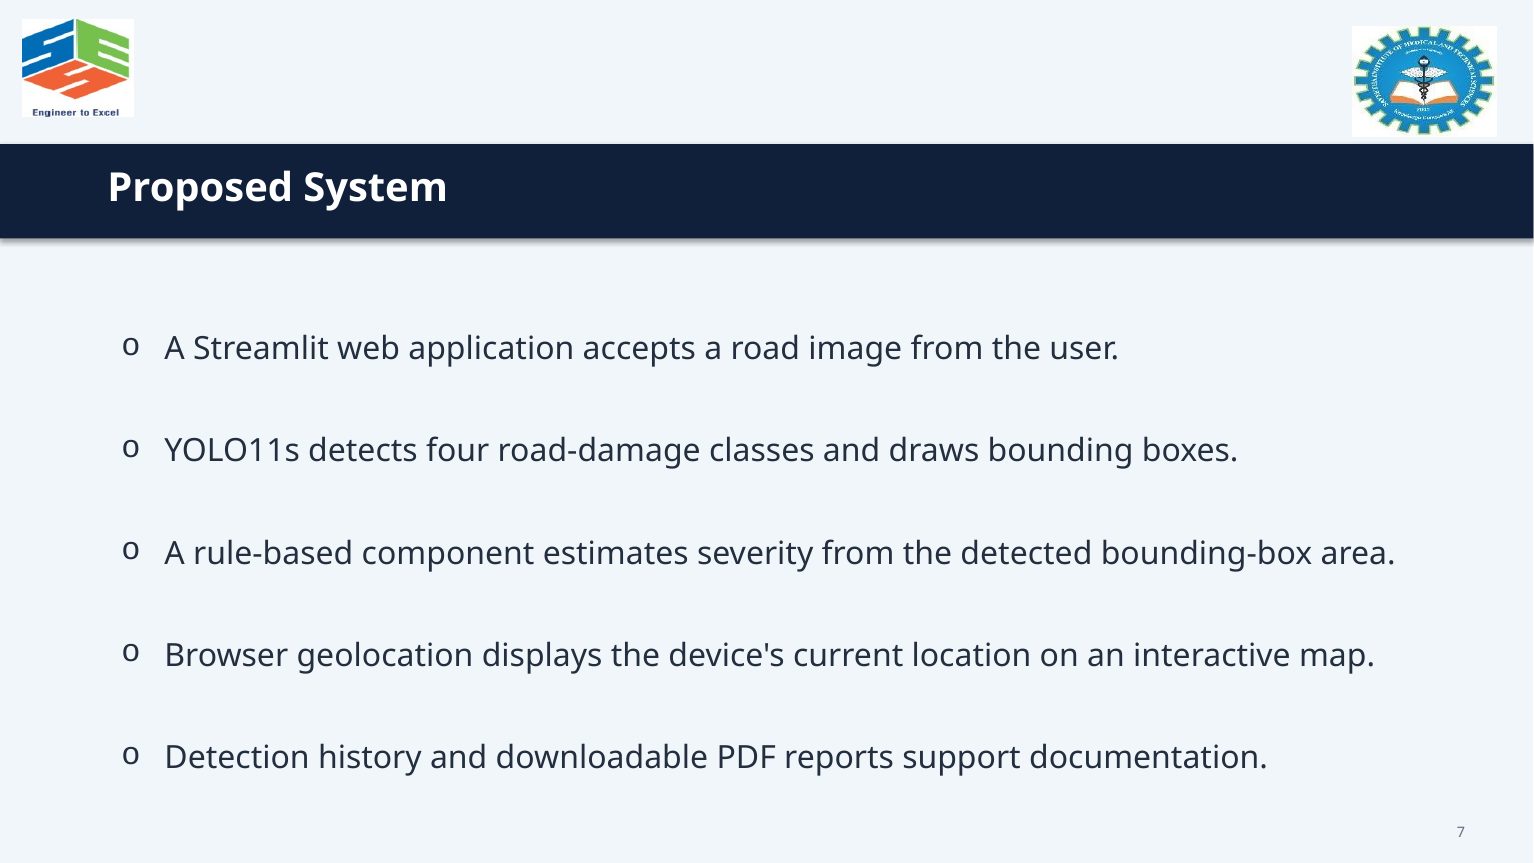 Engineer to Excel
Proposed System
o A Streamlit web application accepts a road image from the user.
o YOLO11s detects four road-damage classes and draws bounding boxes.
o A rule-based component estimates severity from the detected bounding-box area.
o Browser geolocation displays the device's current location on an interactive map.
o Detection history and downloadable PDF reports support documentation.
7